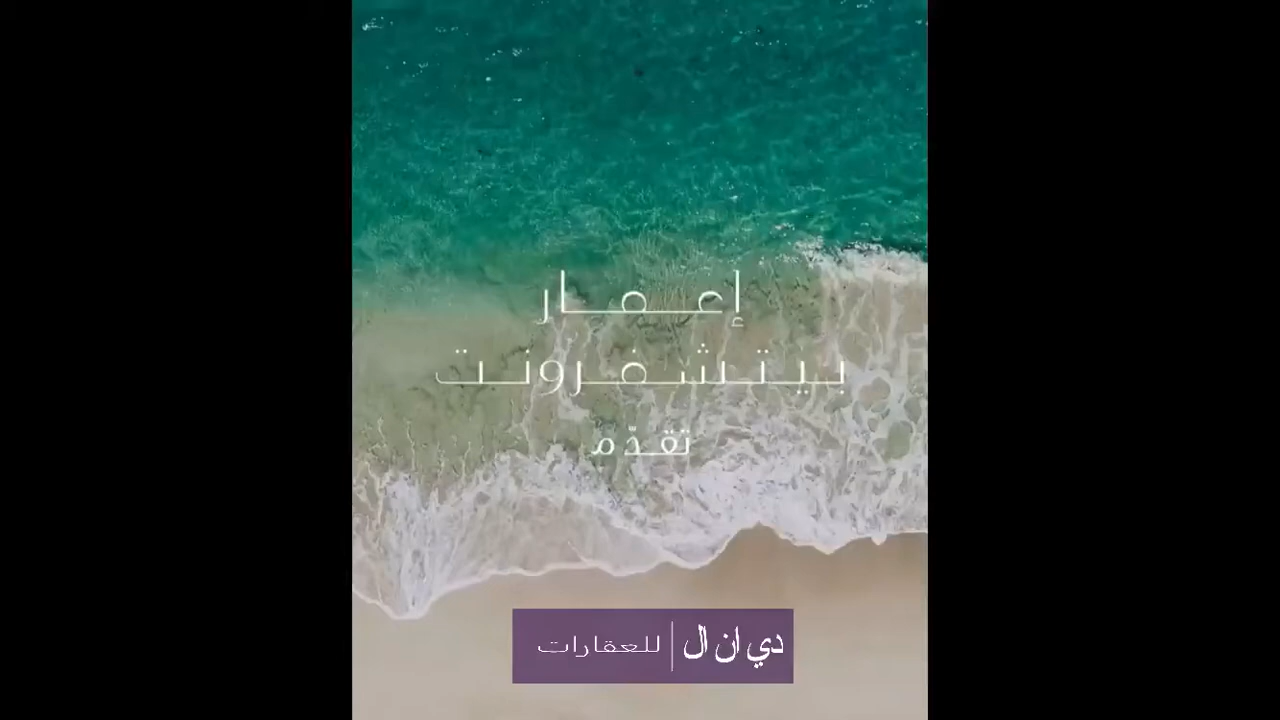 إعمار
بيتشفرونت
تقدّم
دي ان ال | للعقارات